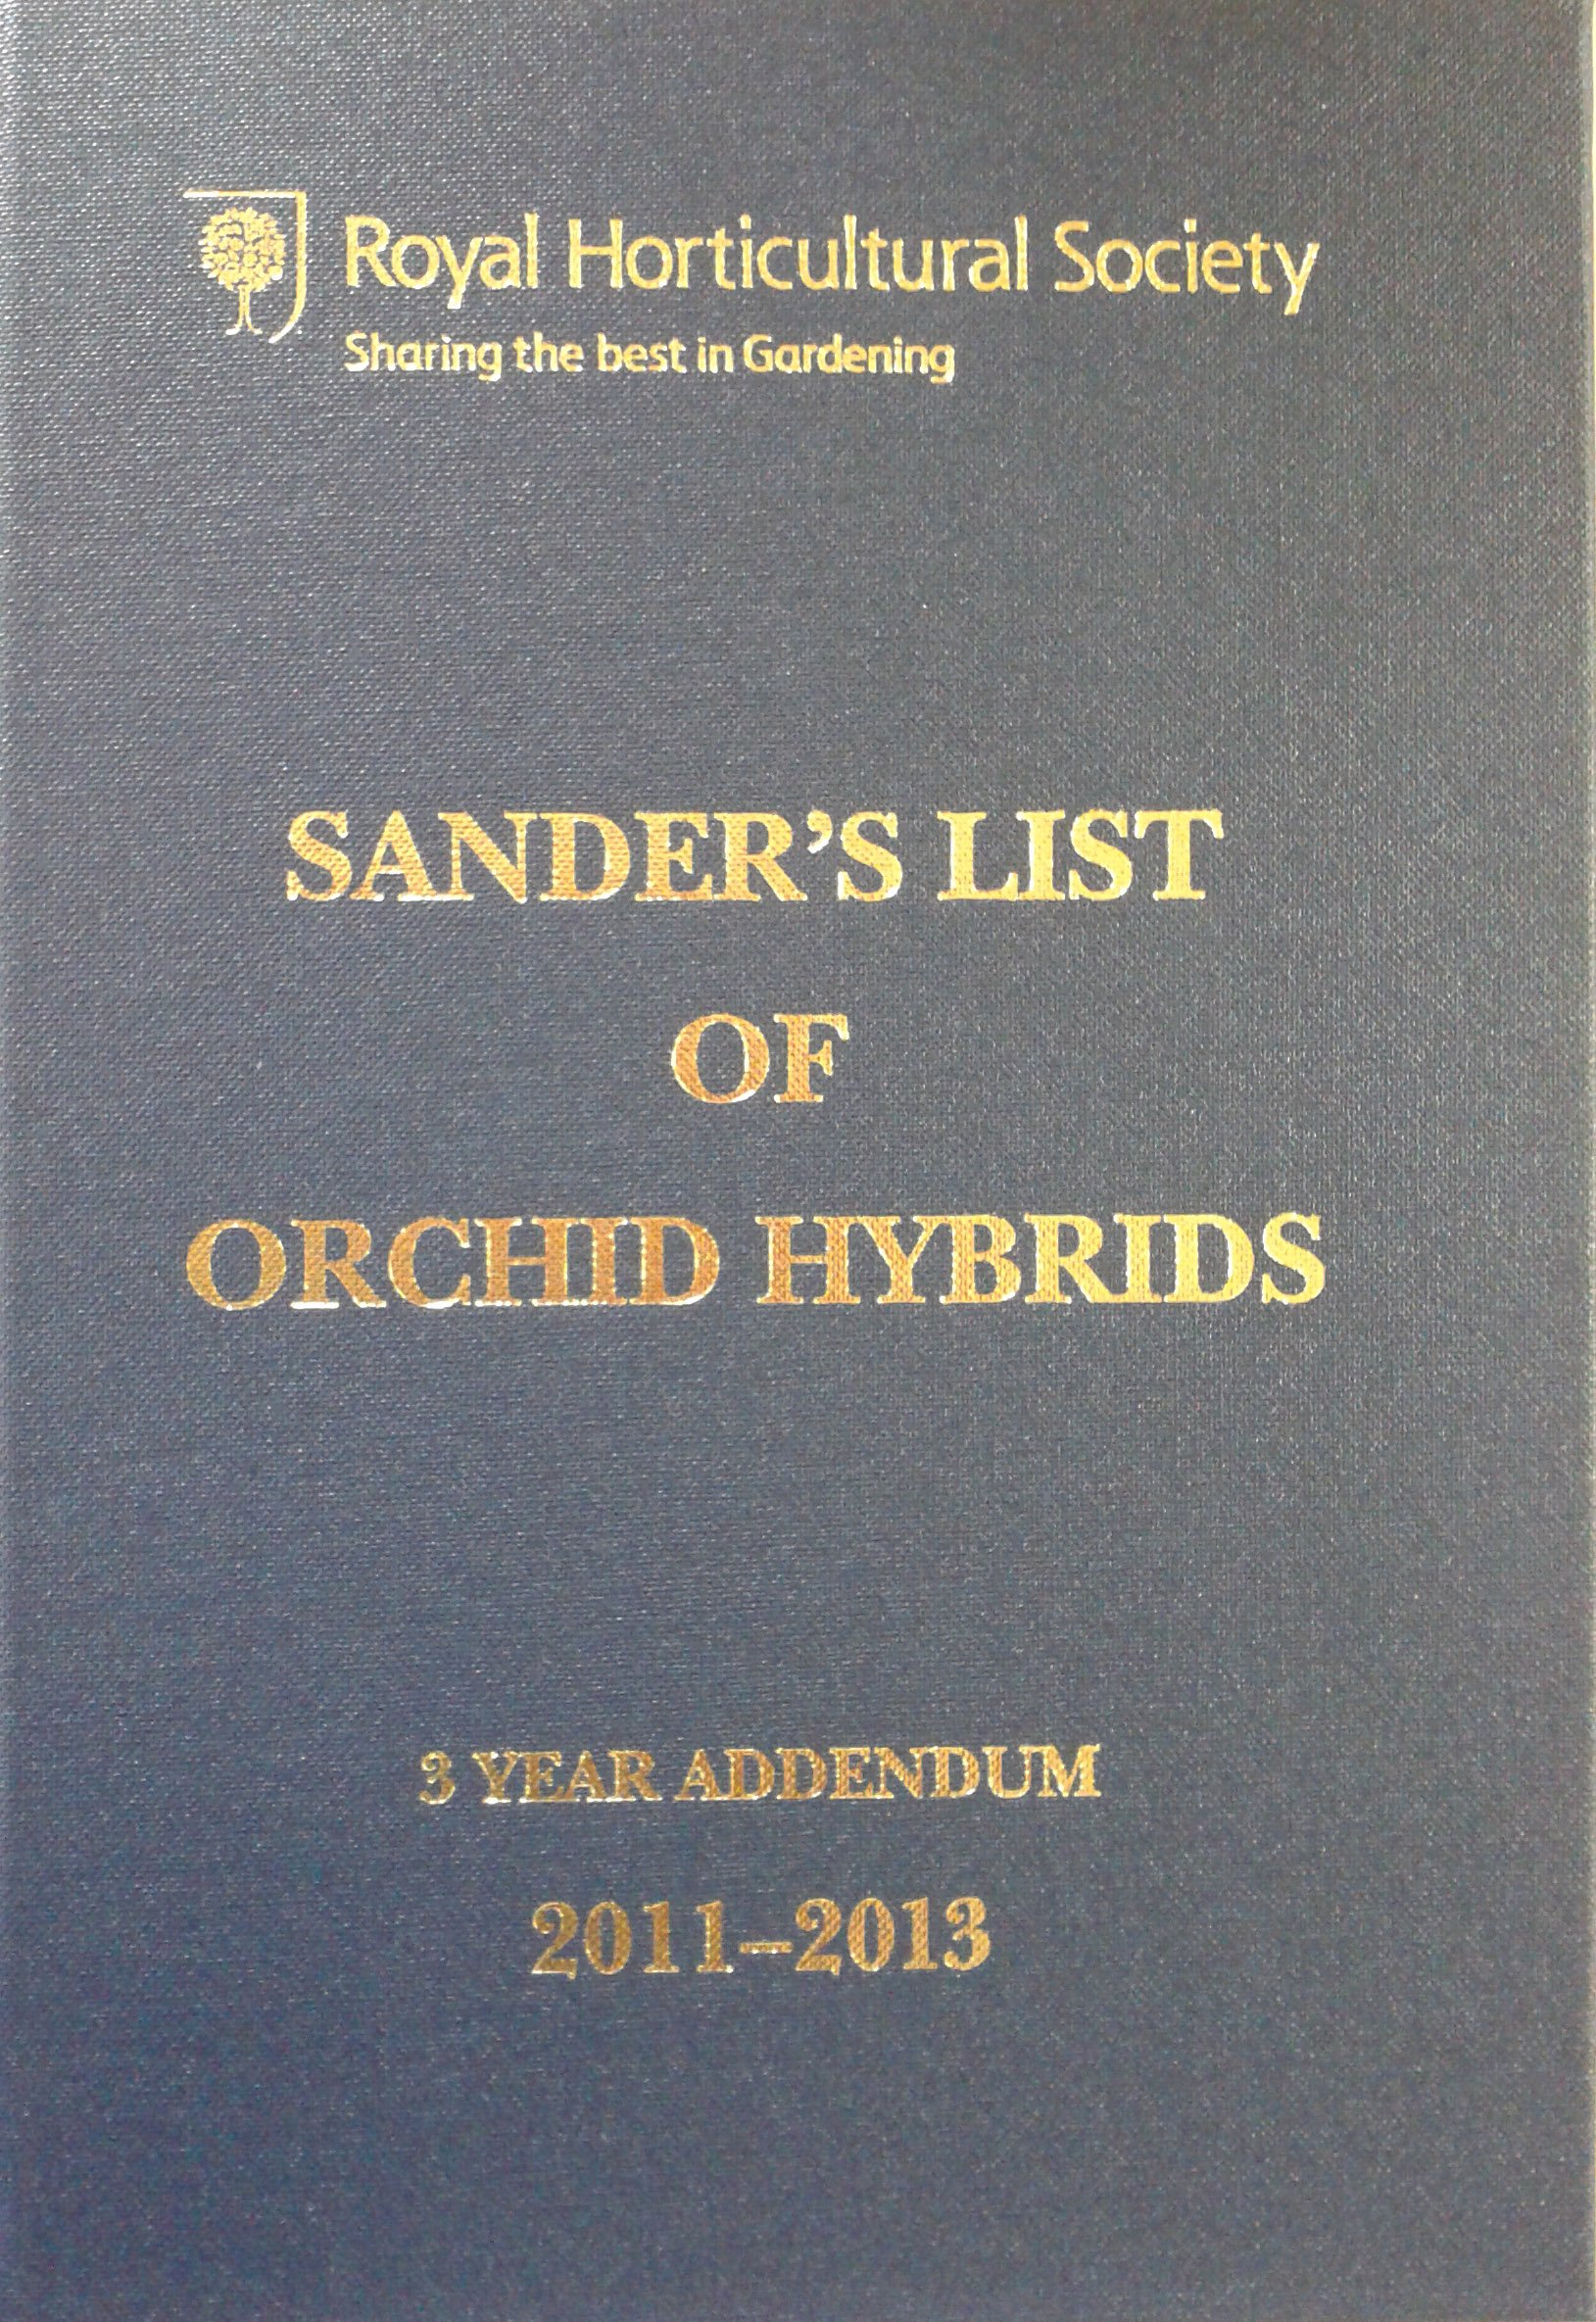 Royal Horticultural Society
Sharing the best in Gardening
SANDER’S LIST
OF
ORCHID HYBRIDS
3 YEAR ADDENDUM
2011–2013